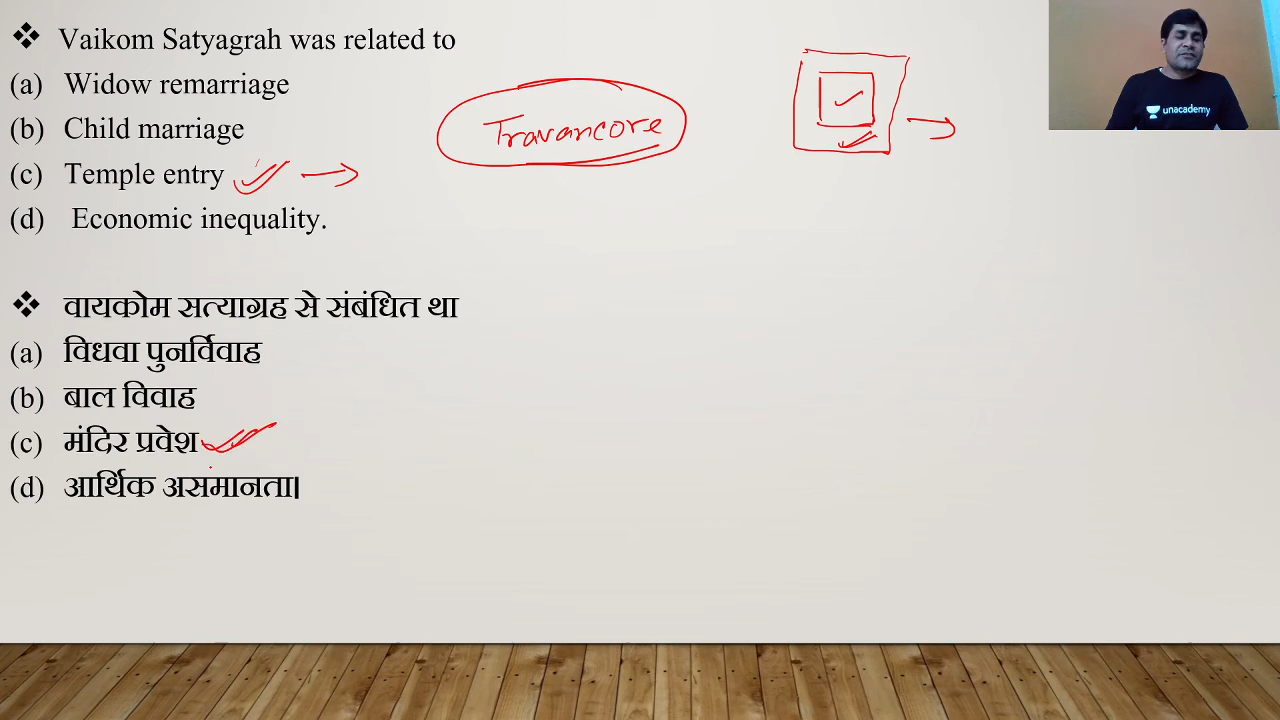 ❖ Vaikom Satyagrah was related to
(a) Widow remarriage
(b) Child marriage
(c) Temple entry
(d) Economic inequality.
Travancore
unacademy
❖ वायकोम सत्याग्रह से संबंधित था
(a) विधवा पुनर्विवाह
(b) बाल विवाह
(c) मंदिर प्रवेश
(d) आर्थिक असमानता।